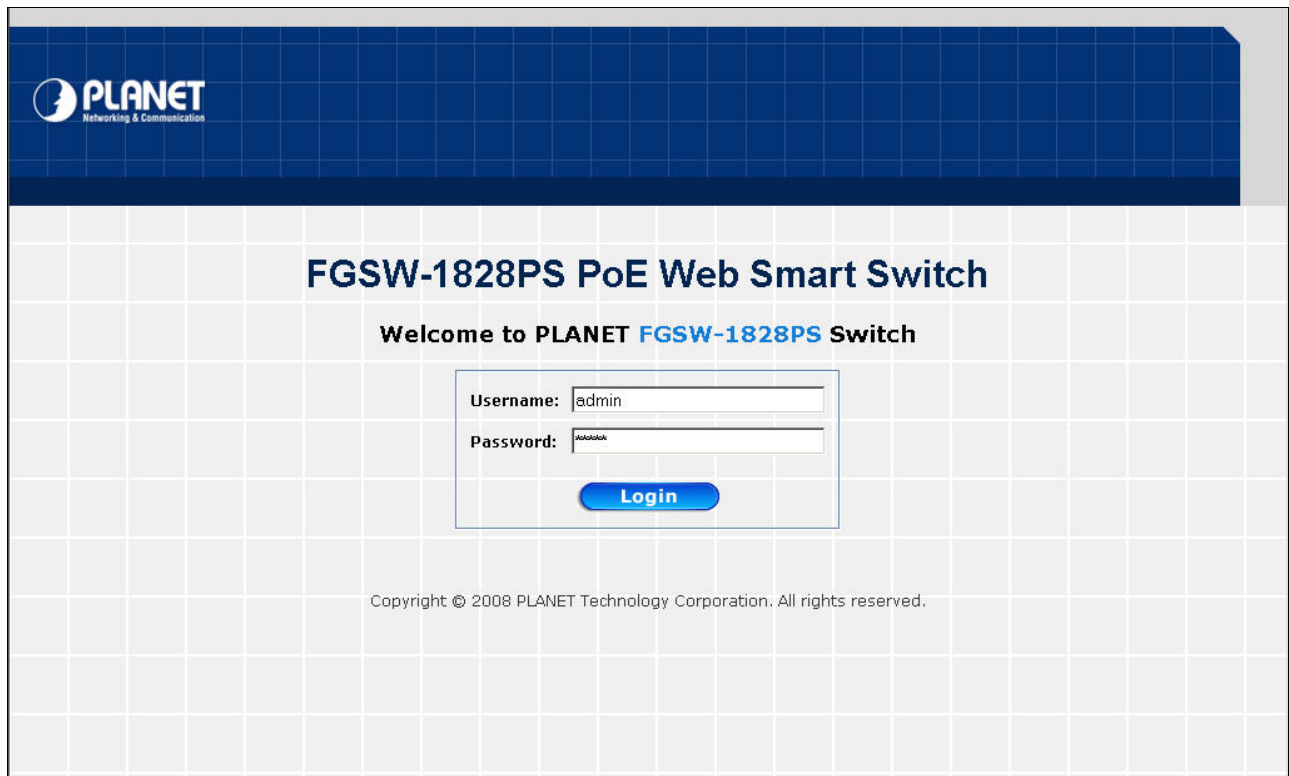 PLANET
Networking & Communication
FGSW-1828PS PoE Web Smart Switch
Welcome to PLANET FGSW-1828PS Switch
Username: admin
Password: *****
Login
Copyright © 2008 PLANET Technology Corporation. All rights reserved.